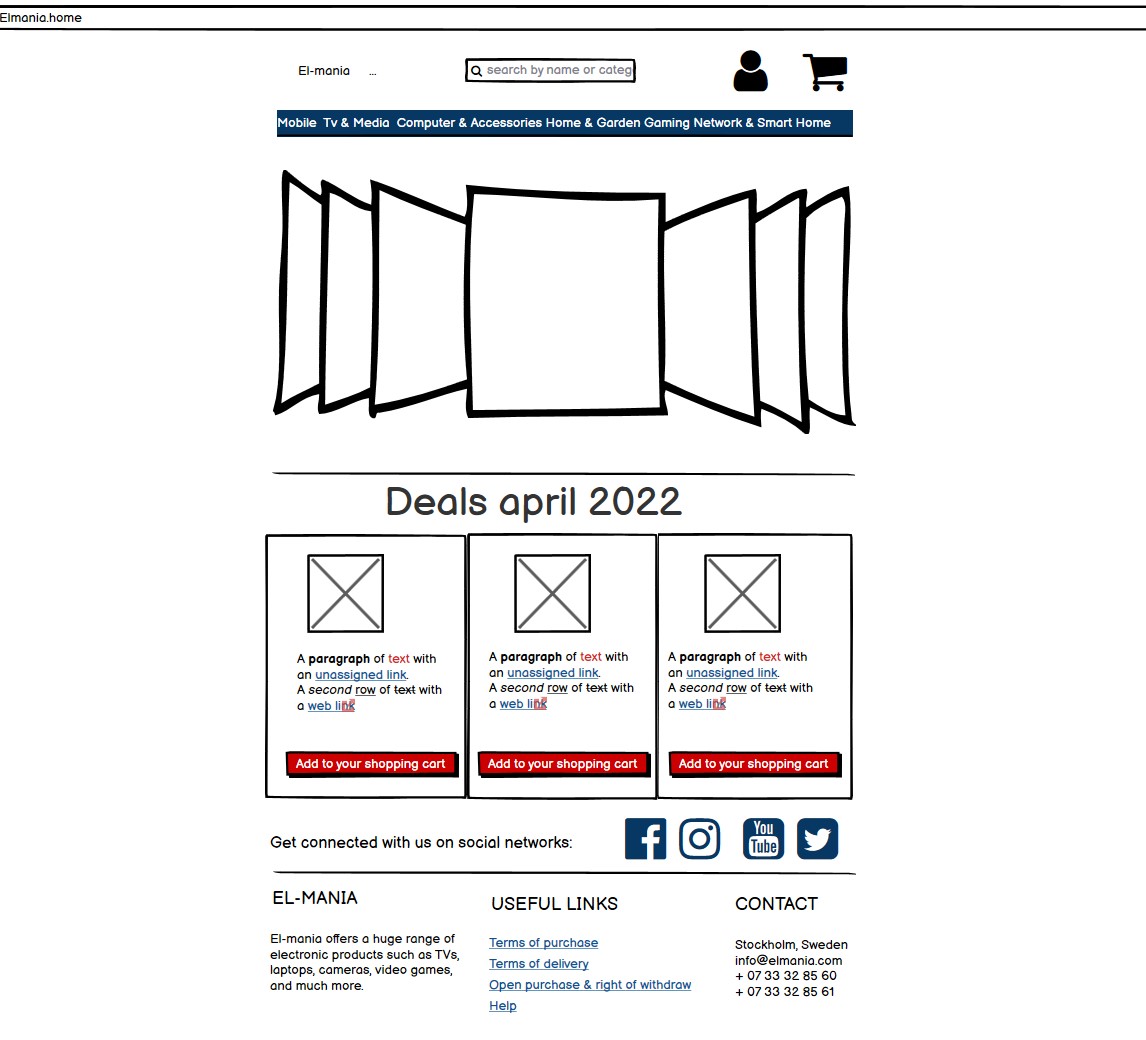 Elmania.home
El-mania ...
search by name or categ
Mobile Tv & Media Computer & Accessories Home & Garden Gaming Network & Smart Home
Deals april 2022
A paragraph of text with
an unassigned link.
A second row of text with
a web link
Add to your shopping cart
A paragraph of text with
an unassigned link.
A second row of text with
a web link
Add to your shopping cart
A paragraph of text with
an unassigned link.
A second row of text with
a web link
Add to your shopping cart
Get connected with us on social networks:
You
Tube
EL-MANIA
El-mania offers a huge range of
electronic products such as TVs,
laptops, cameras, video games,
and much more.
USEFUL LINKS
Terms of purchase
Terms of delivery
Open purchase & right of withdraw
Help
CONTACT
Stockholm, Sweden
info@elmania.com
+ 07 33 32 85 60
+ 07 33 32 85 61